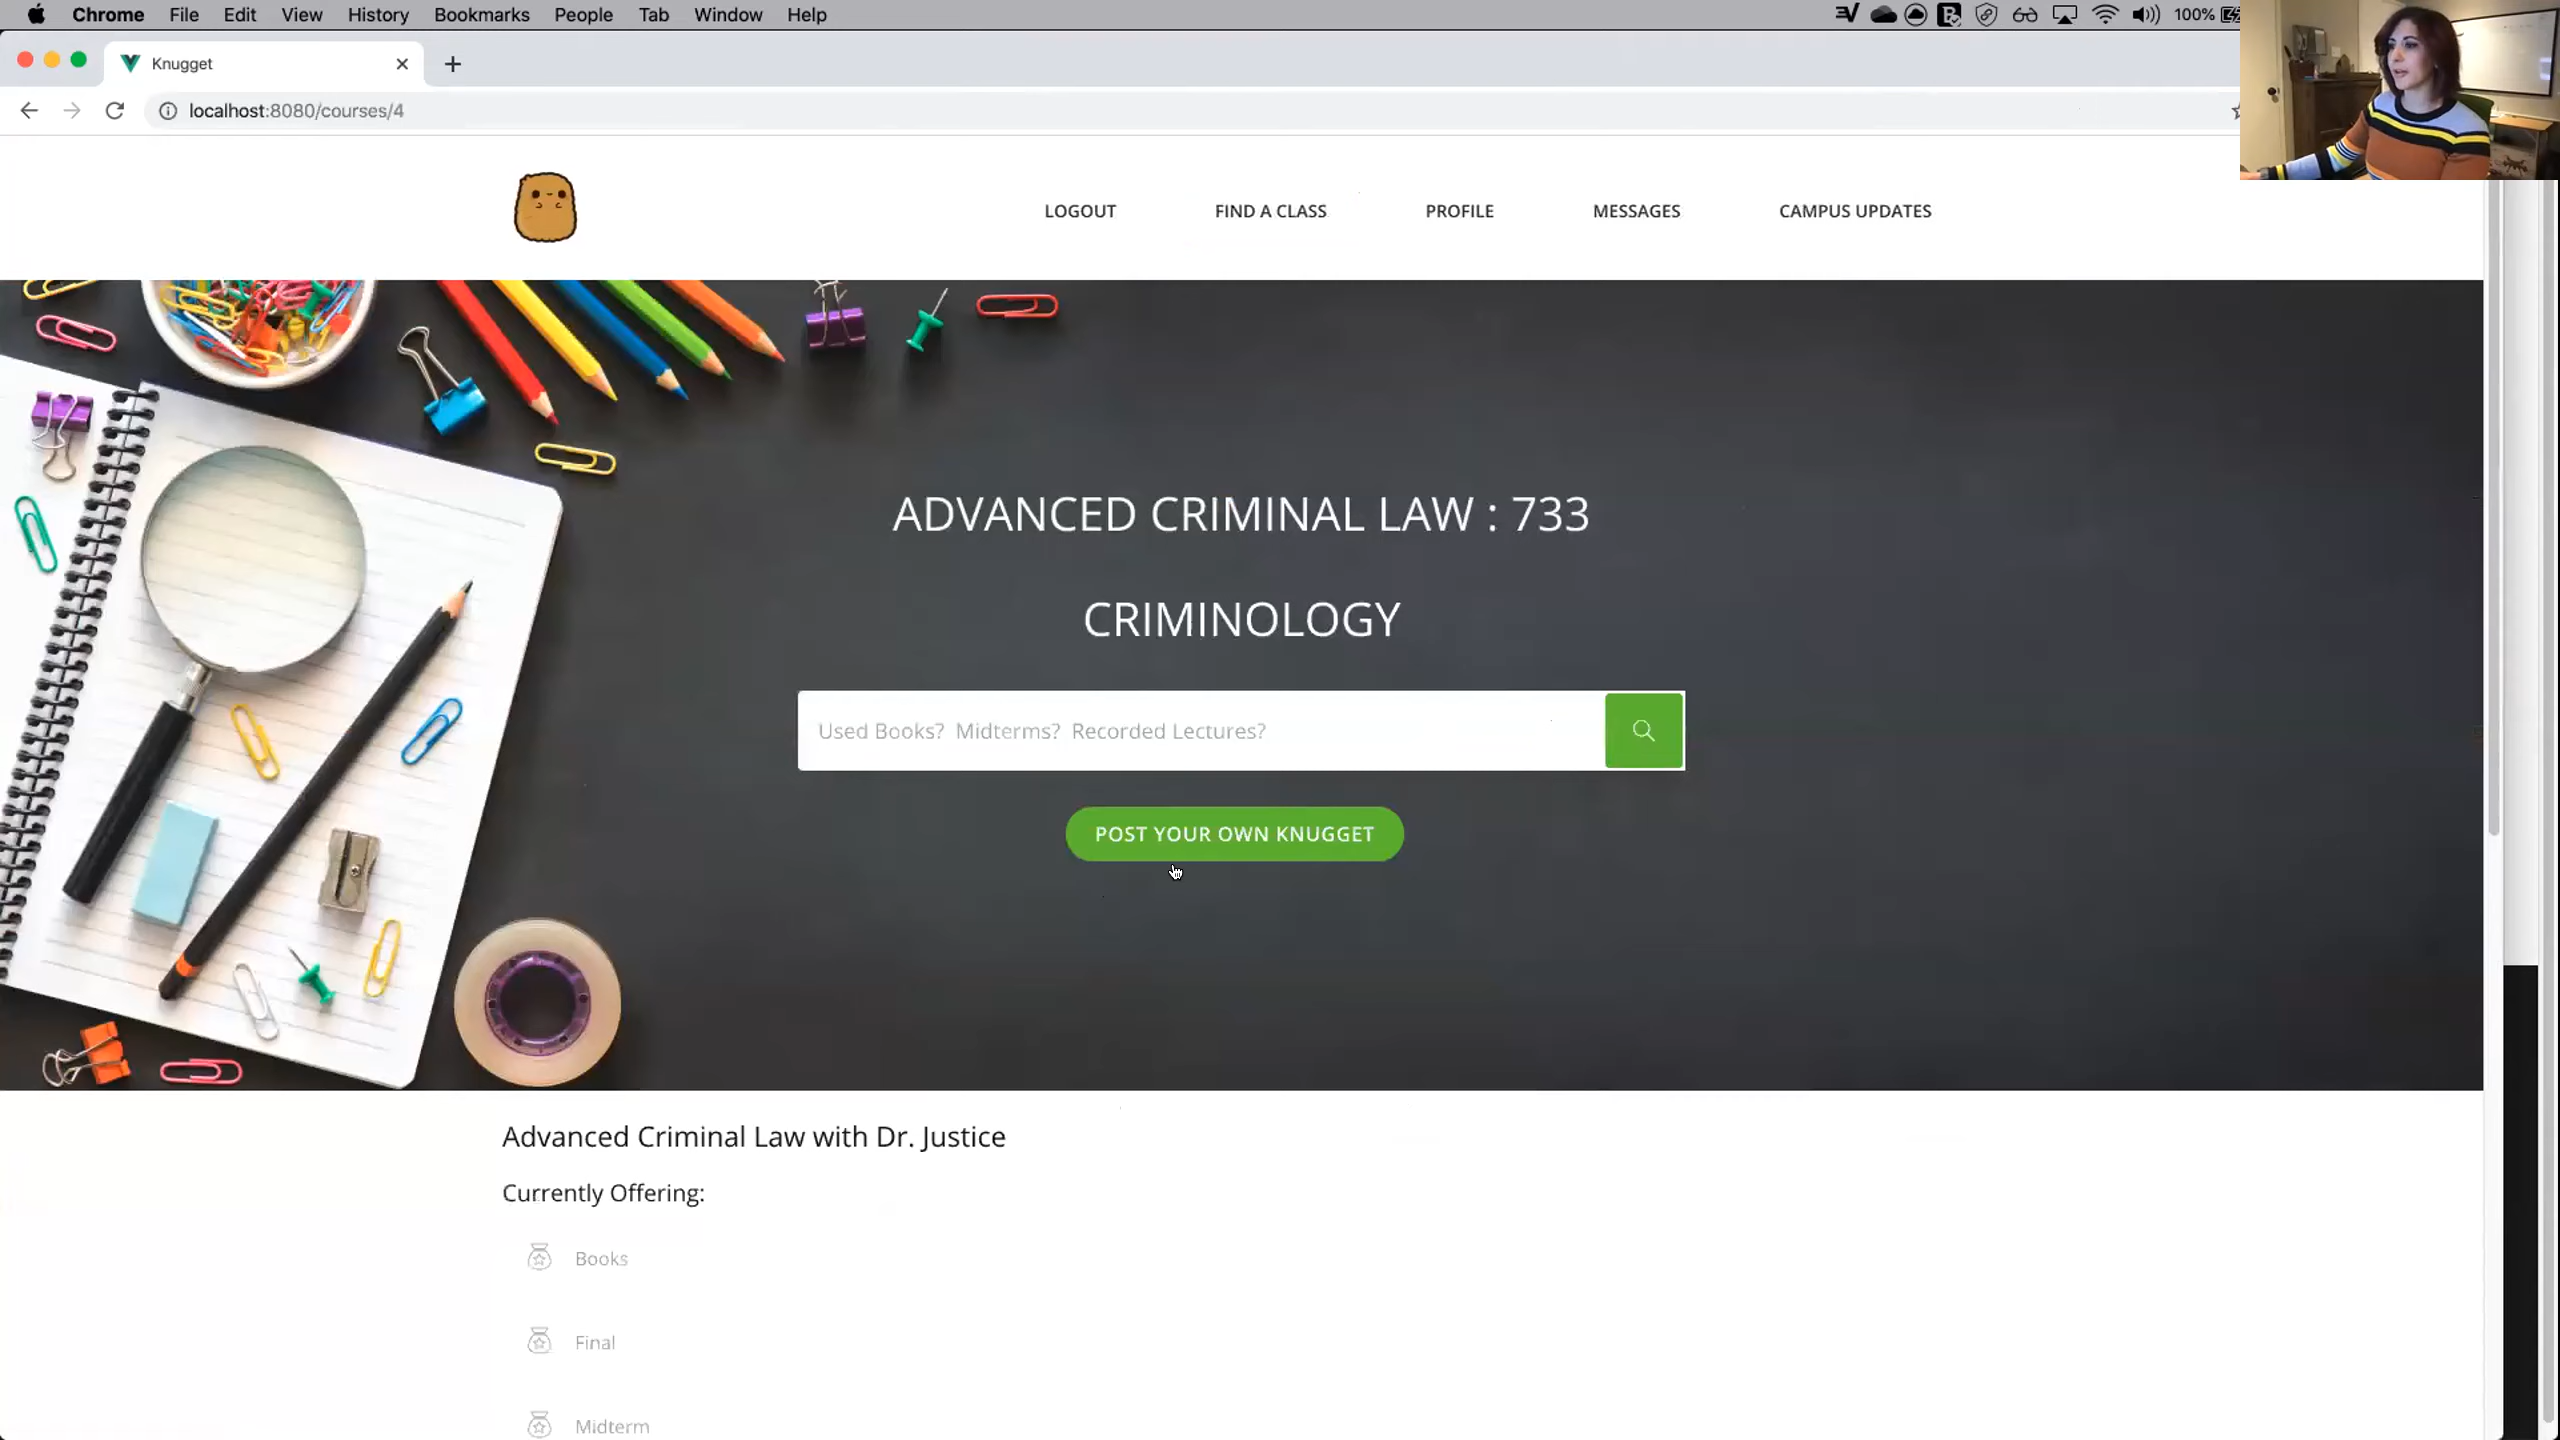 Chrome File Edit View History Bookmarks People Tab Window Help 100%
Knugget
localhost:8080/courses/4
LOGOUT FIND A CLASS PROFILE MESSAGES CAMPUS UPDATES
ADVANCED CRIMINAL LAW : 733
CRIMINOLOGY
Used Books? Midterms? Recorded Lectures?
POST YOUR OWN KNUGGET
Advanced Criminal Law with Dr. Justice
Currently Offering:
Books
Final
Midterm